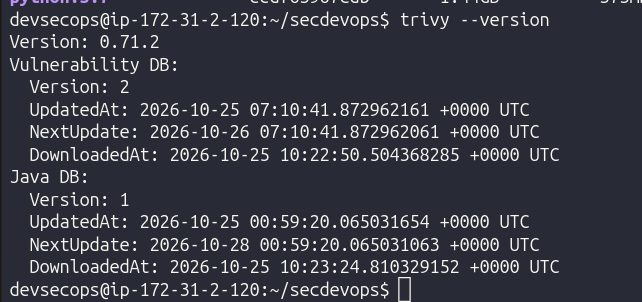 devsecops@ip-172-31-2-120:~/secdevops$ trivy --version
Version: 0.71.2
Vulnerability DB:
  Version: 2
  UpdatedAt: 2026-10-25 07:10:41.872962161 +0000 UTC
  NextUpdate: 2026-10-26 07:10:41.872962061 +0000 UTC
  DownloadedAt: 2026-10-25 10:22:50.504368285 +0000 UTC
Java DB:
  Version: 1
  UpdatedAt: 2026-10-25 00:59:20.065031654 +0000 UTC
  NextUpdate: 2026-10-28 00:59:20.065031063 +0000 UTC
  DownloadedAt: 2026-10-25 10:23:24.810329152 +0000 UTC
devsecops@ip-172-31-2-120:~/secdevops$